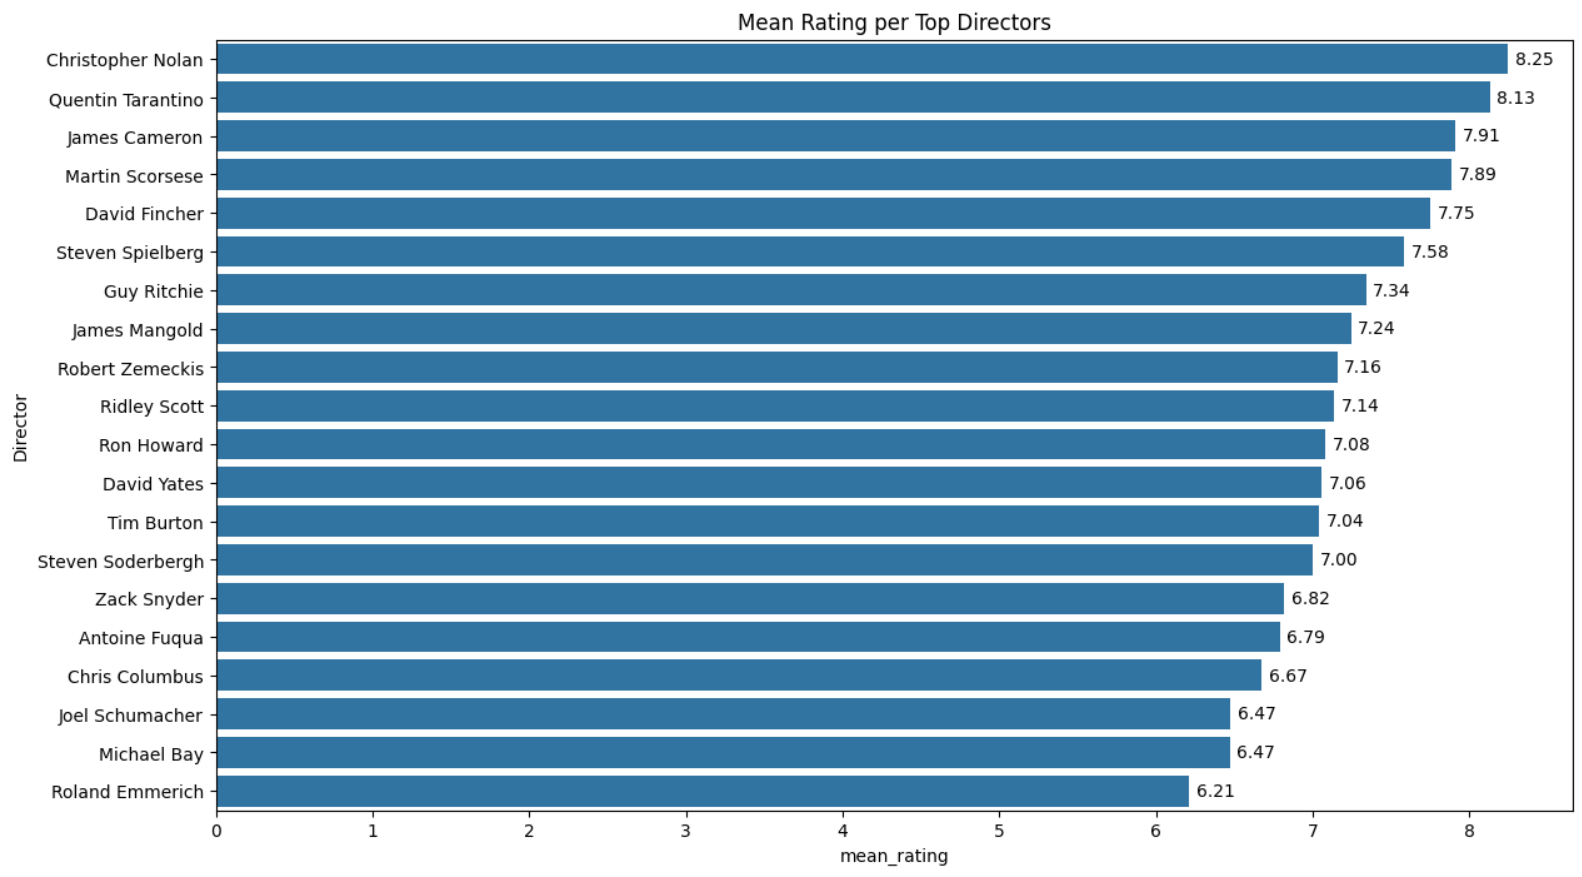 Mean Rating per Top Directors
Director
Christopher Nolan 8.25
Quentin Tarantino 8.13
James Cameron 7.91
Martin Scorsese 7.89
David Fincher 7.75
Steven Spielberg 7.58
Guy Ritchie 7.34
James Mangold 7.24
Robert Zemeckis 7.16
Ridley Scott 7.14
Ron Howard 7.08
David Yates 7.06
Tim Burton 7.04
Steven Soderbergh 7.00
Zack Snyder 6.82
Antoine Fuqua 6.79
Chris Columbus 6.67
Joel Schumacher 6.47
Michael Bay 6.47
Roland Emmerich 6.21
0 1 2 3 4 5 6 7 8
mean_rating